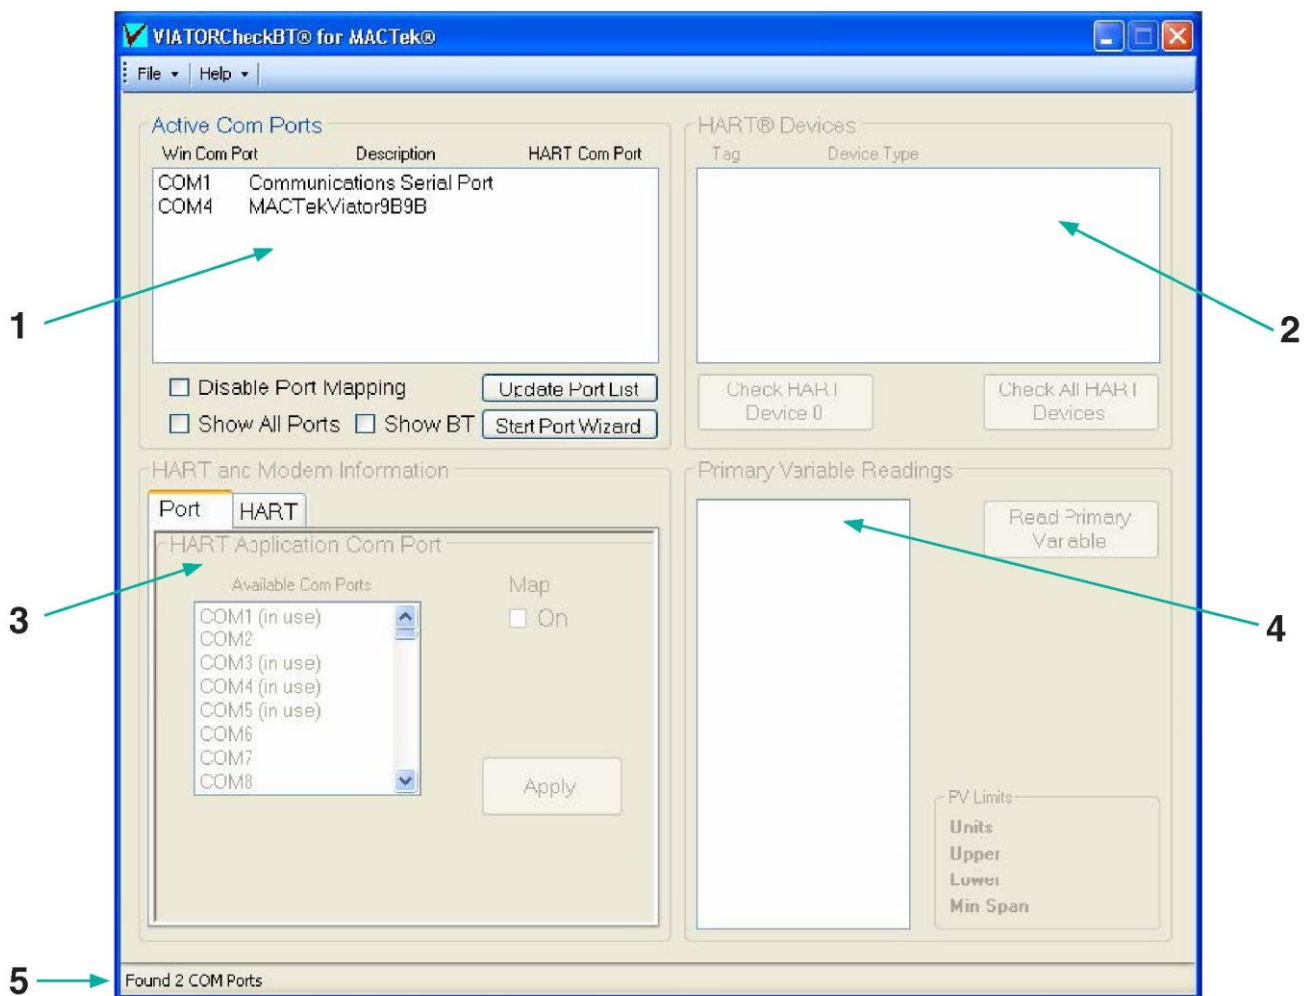 VIATORCheckBT® for MACTek®
File Help
Active Com Ports
Win Com Port Description HART Com Port
COM1 Communications Serial Port
COM4 MACTekViator9B9B
Disable Port Mapping Update Port List
Show All Ports Show BT Start Port Wizard
HART® Devices
Tag Device Type
Check HART
Device 0
Check All HART
Devices
HART and Modem Information
Port HART
HART Application Com Port
Available Com Ports
COM1 (in use)
COM2
COM3 (in use)
COM4 (in use)
COM5 (in use)
COM6
COM7
COM8
Map
On
Apply
Primary Variable Readings
Read Primary
Variable
PV Limits
Units
Upper
Lower
Min Span
Found 2 COM Ports
1
2
3
4
5